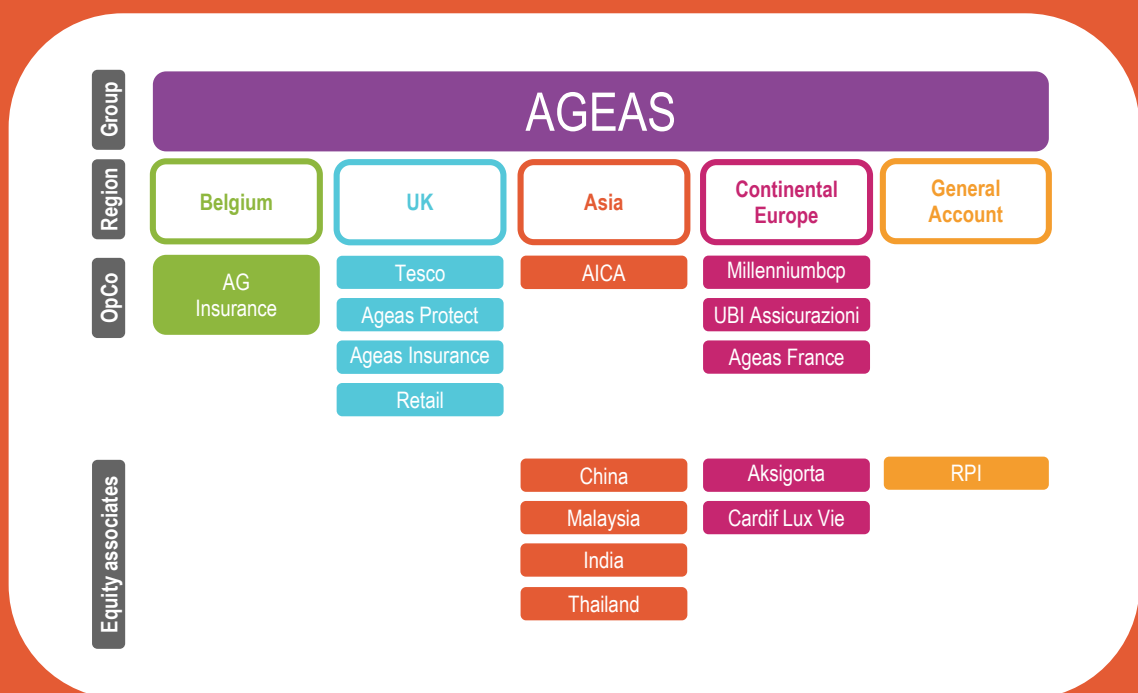 Group
AGEAS
Region
Belgium
UK
Asia
Continental
Europe
General
Account
OpCo
AG
Insurance
Tesco
Ageas Protect
Ageas Insurance
Retail
AICA
Millenniumbcp
UBI Assicurazioni
Ageas France
Equity associates
China
Malaysia
India
Thailand
Aksigorta
Cardif Lux Vie
RPI